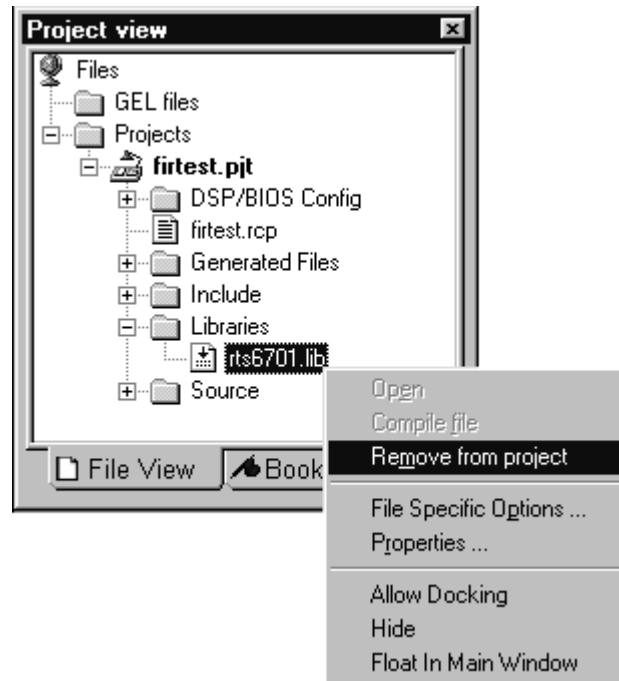 Project view
Files
GEL files
Projects
firtest.pjt
DSP/BIOS Config
firtest.rcp
Generated Files
Include
Libraries
rts6701.lib
Source
File View
Book
Open
Compile file
Remove from project
File Specific Options ...
Properties ...
Allow Docking
Hide
Float In Main Window